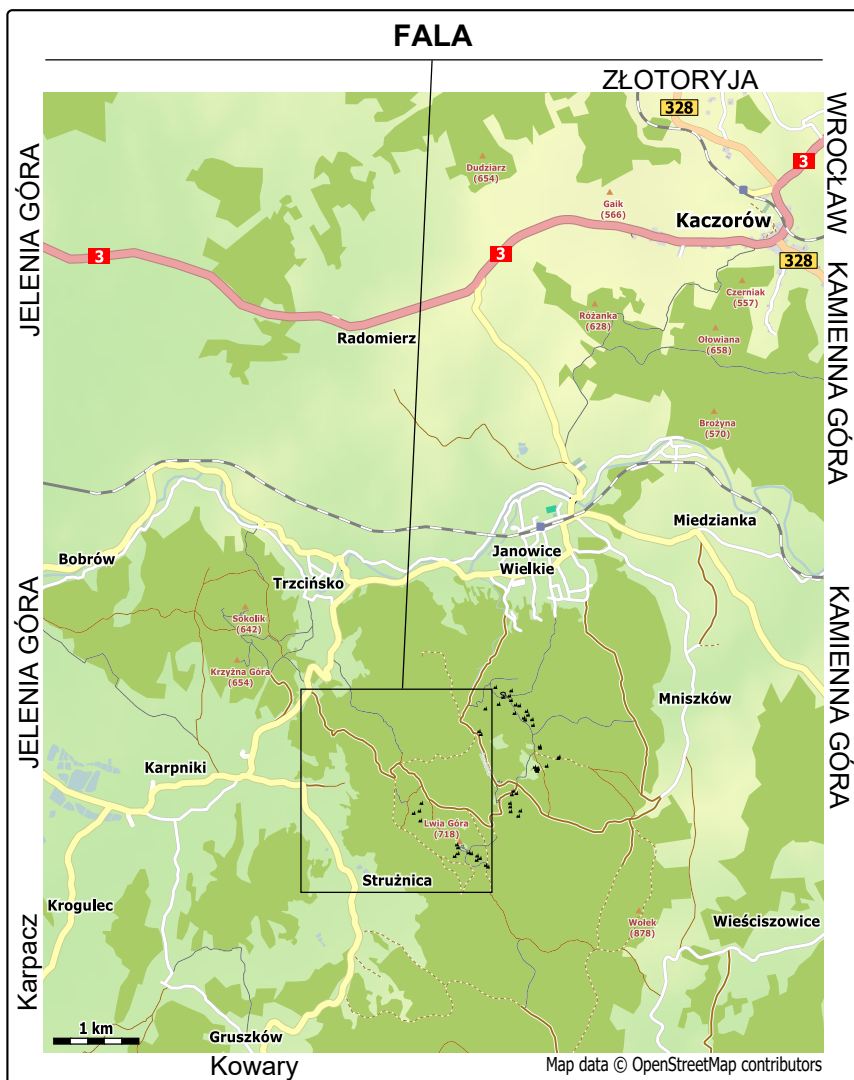 FALA
ZŁOTORYJA
328
WROCŁAW
3
Dudziarz
(654)
Gaik
(566)
Kaczorów
JELENIA GÓRA
3
3
328
KAMIENNA GÓRA
Czerniak
(557)
Różanka
(628)
Ołowiana
(658)
Radomierz
Brożyna
(570)
Miedzianka
Janowice
Wielkie
Bobrów
Trzcińsko
JELENIA GÓRA
KAMIENNA GÓRA
Sokolik
(642)
Krzyżna Góra
(654)
Mniszków
Karpniki
Lwia Góra
(718)
Strużnica
Krogulec
Karpacz
Wołek
(878)
Wieściszowice
1 km
Gruszków
Kowary
Map data © OpenStreetMap contributors